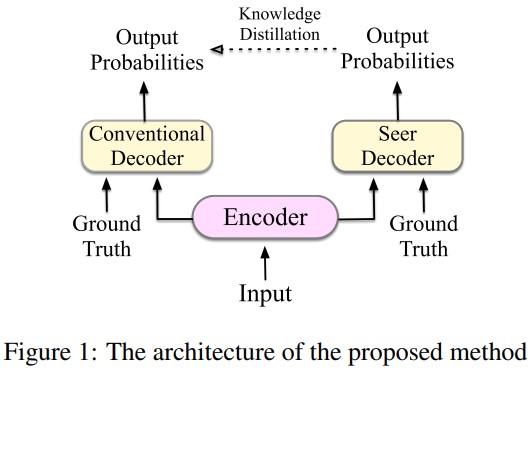 Knowledge
Distillation
Output
Probabilities
Output
Probabilities
Conventional
Decoder
Seer
Decoder
Ground
Truth
Encoder
Ground
Truth
Input
Figure 1: The architecture of the proposed method